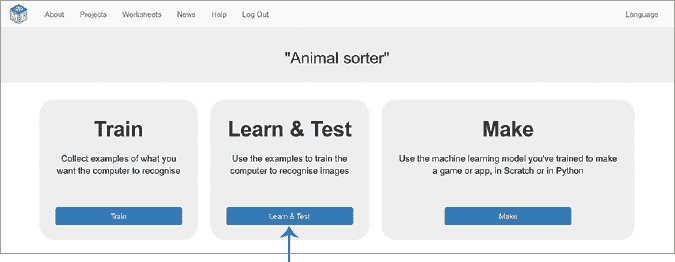 About Projects Worksheets News Help Log Out Language
"Animal sorter"
Train
Collect examples of what you
want the computer to recognise
Train
Learn & Test
Use the examples to train the
computer to recognise images
Learn & Test
Make
Use the machine learning model you've trained to make
a game or app, in Scratch or in Python
Make